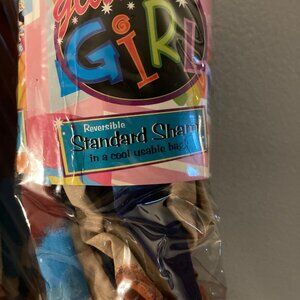 GIRL
Reversible
Standard Sham
in a cool usable bag